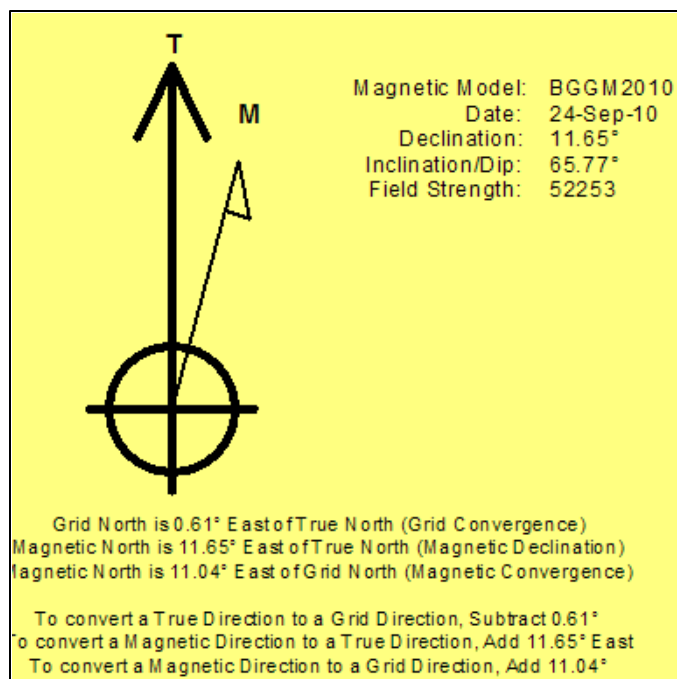 T
M
Magnetic Model: BGGM2010
Date: 24-Sep-10
Declination: 11.65°
Inclination/Dip: 65.77°
Field Strength: 52253
Grid North is 0.61° East of True North (Grid Convergence)
Magnetic North is 11.65° East of True North (Magnetic Declination)
Magnetic North is 11.04° East of Grid North (Magnetic Convergence)
To convert a True Direction to a Grid Direction, Subtract 0.61°
To convert a Magnetic Direction to a True Direction, Add 11.65° East
To convert a Magnetic Direction to a Grid Direction, Add 11.04°